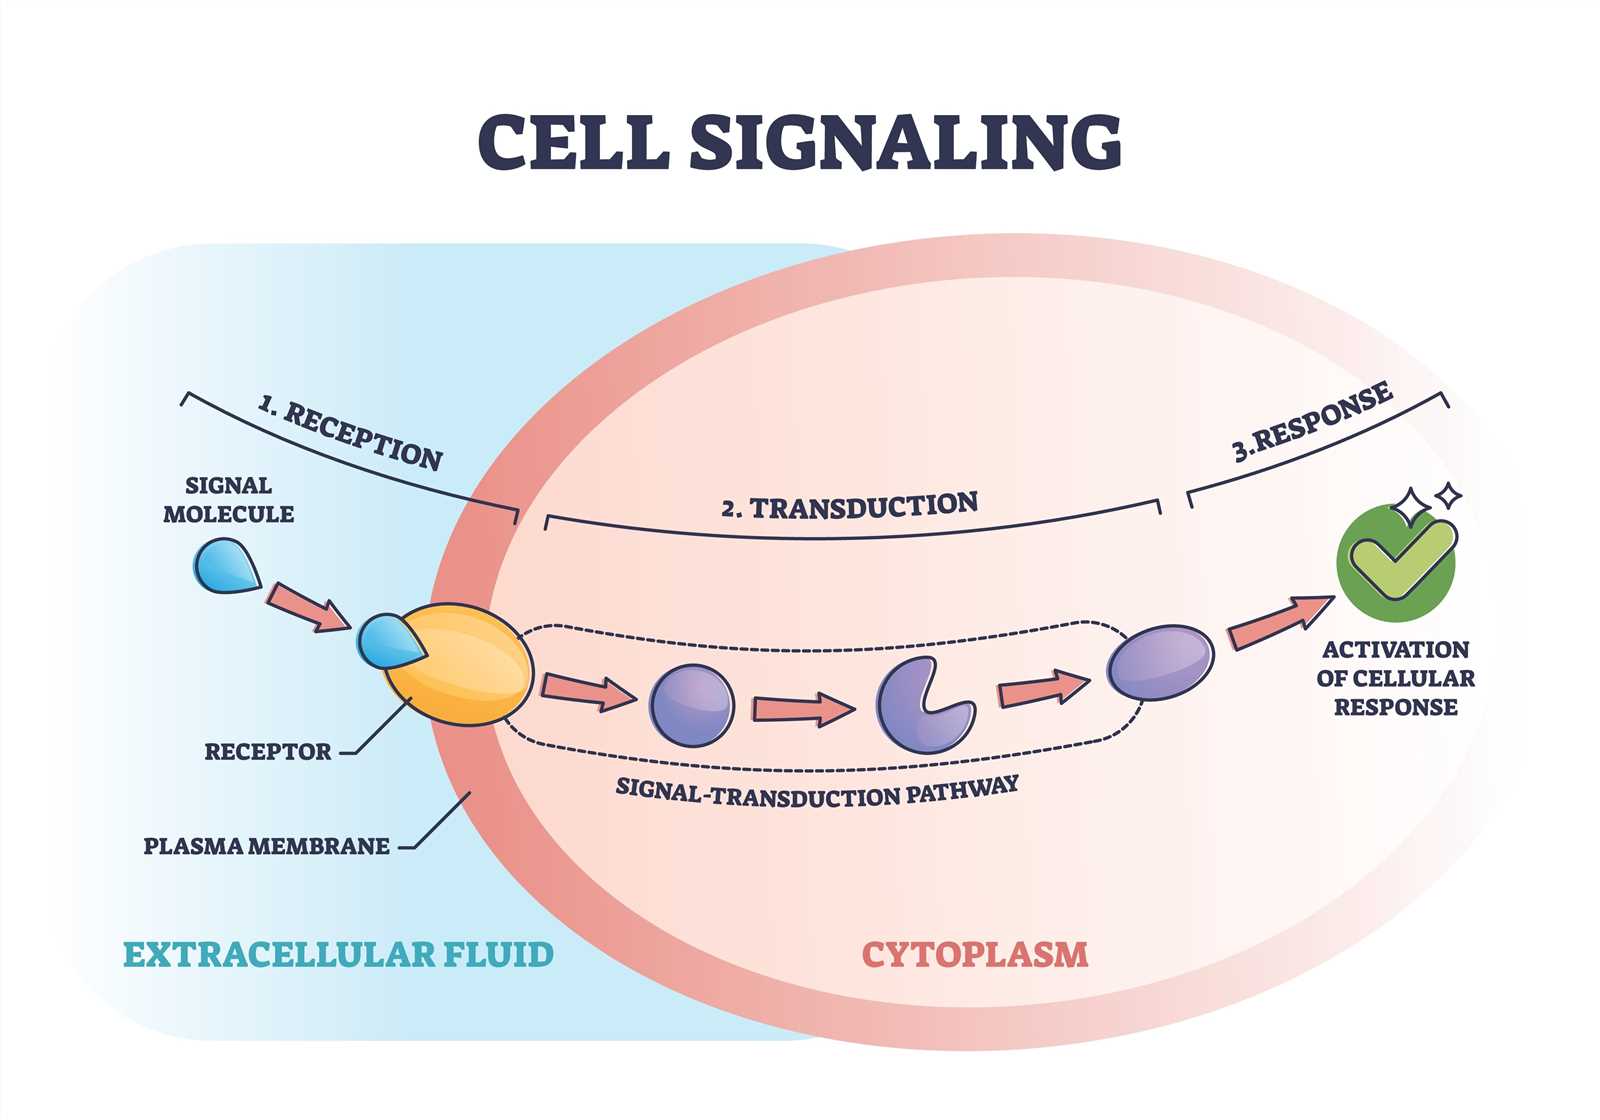 CELL SIGNALING
1. RECEPTION
2. TRANSDUCTION
3.RESPONSE
SIGNAL
MOLECULE
RECEPTOR
PLASMA MEMBRANE
SIGNAL-TRANSDUCTION PATHWAY
ACTIVATION
OF CELLULAR
RESPONSE
EXTRACELLULAR FLUID
CYTOPLASM